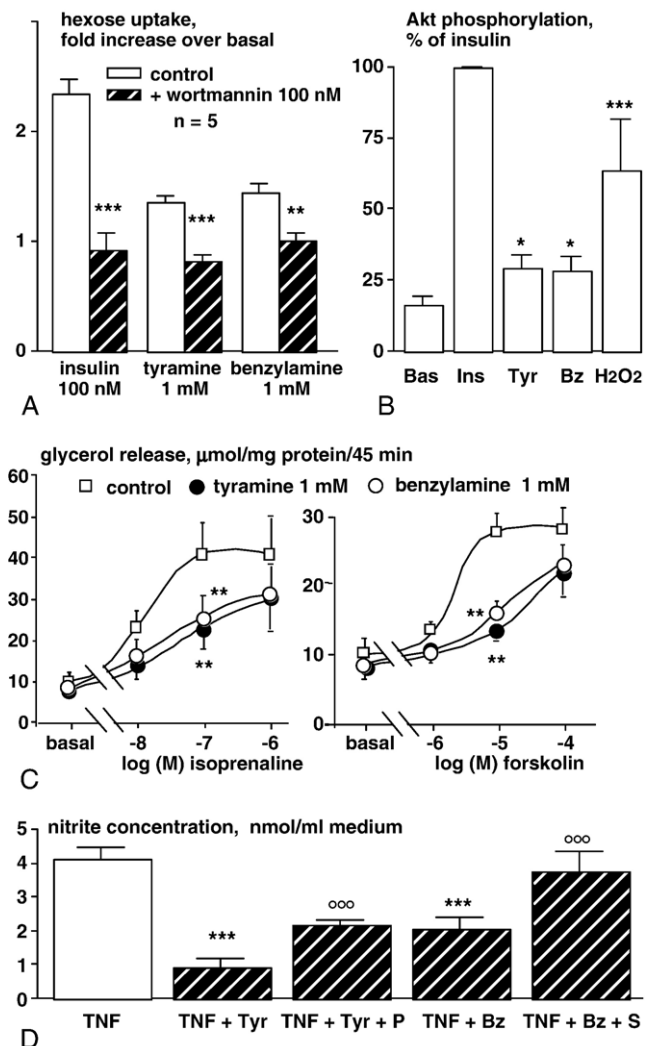 hexose uptake,
fold increase over basal
control
+ wortmannin 100 nM
n = 5
2
1
0
***
***
**
insulin
100 nM
tyramine
1 mM
benzylamine
1 mM
A
Akt phosphorylation,
% of insulin
100
75
50
25
0
*
*
***
Bas Ins Tyr Bz H2O2
B
glycerol release, μmol/mg protein/45 min
control tyramine 1 mM benzylamine 1 mM
60
50
40
30
20
10
0
**
**
basal -8 -7 -6
log (M) isoprenaline
30
20
10
0
**
**
basal -6 -5 -4
log (M) forskolin
C
nitrite concentration, nmol/ml medium
5
4
3
2
1
0
***
ooo
***
ooo
TNF TNF + Tyr TNF + Tyr + P TNF + Bz TNF + Bz + S
D